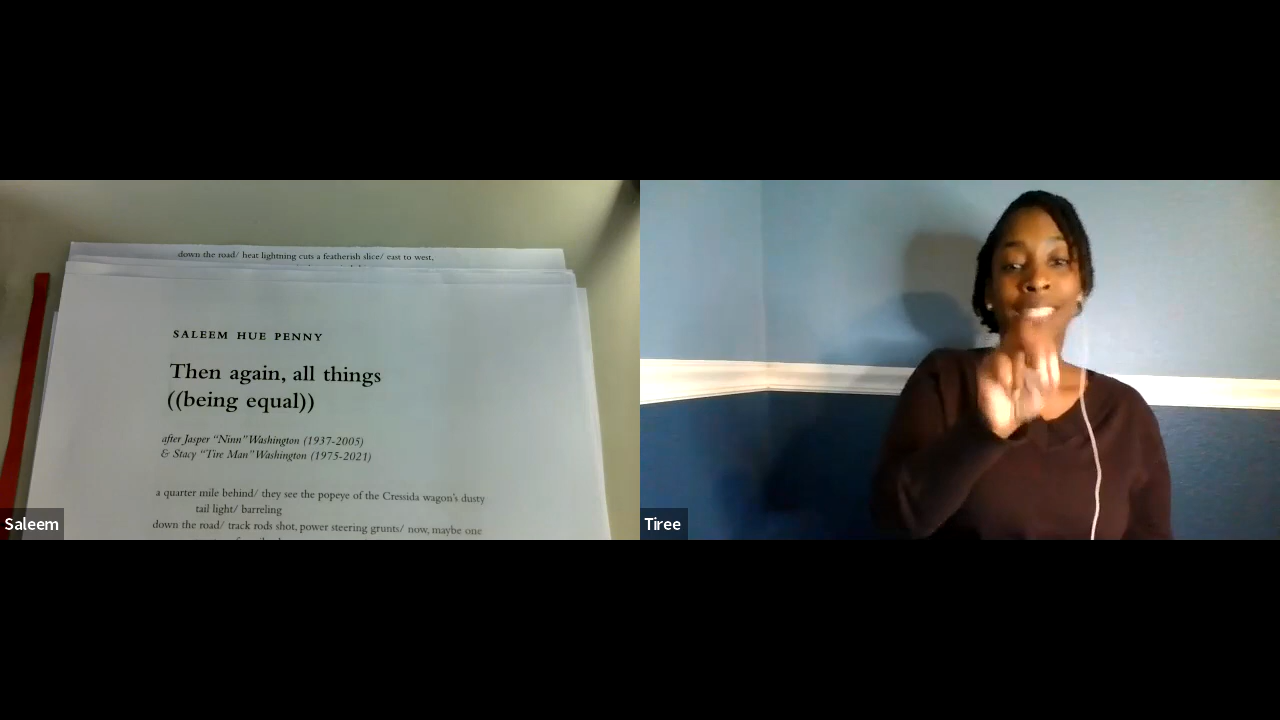 down the road/ heat lightning cuts a featherish slice/ east to west,
SALEEM HUE PENNY
Then again, all things
((being equal))
after Jasper “Ninn” Washington (1937-2005)
& Stacy “Tire Man” Washington (1975-2021)
a quarter mile behind/ they see the popeye of the Cressida wagon’s dusty
tail light/ barreling
down the road/ track rods shot, power steering grunts/ now, maybe one
Saleem
Tiree